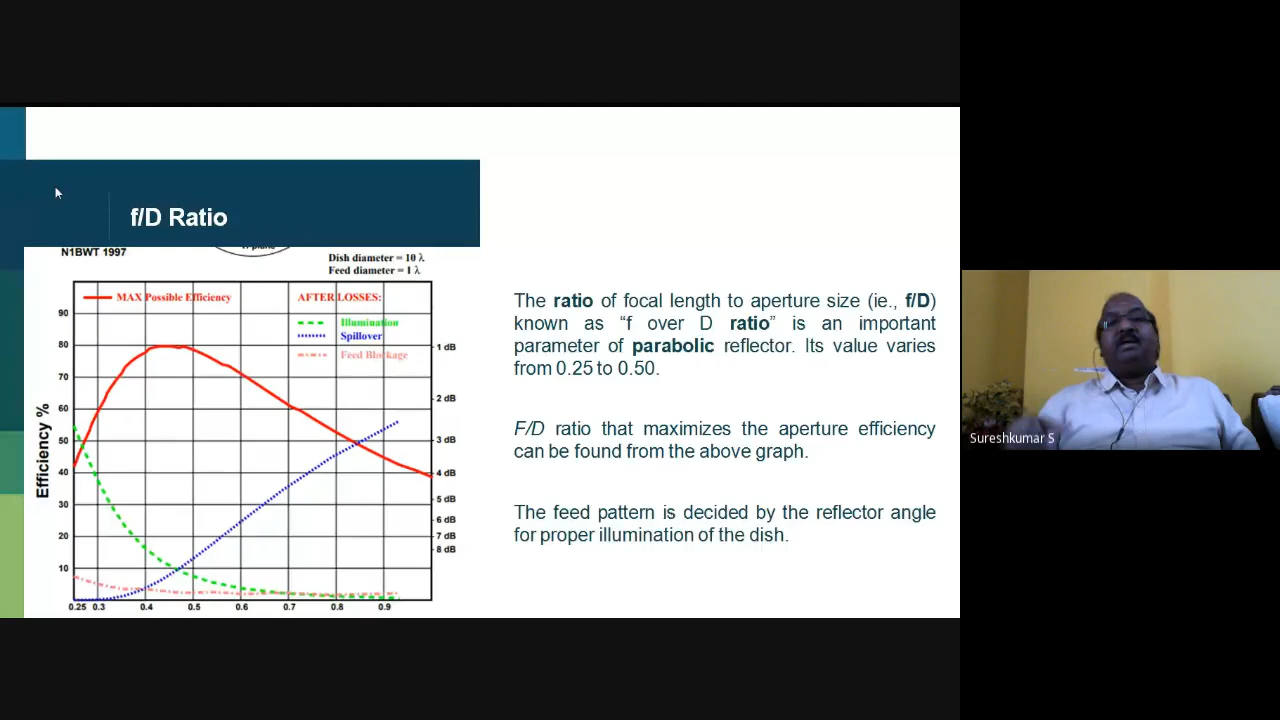 f/D Ratio
N1BWT 1997
Dish diameter = 10 λ
Feed diameter = 1 λ
MAX Possible Efficiency
AFTER LOSSES:
Illumination
Spillover
Feed Blockage
Efficiency %
90
80
70
60
50
40
30
20
10
1 dB
2 dB
3 dB
4 dB
5 dB
6 dB
7 dB
8 dB
0.25 0.3 0.4 0.5 0.6 0.7 0.8 0.9
The ratio of focal length to aperture size (ie., f/D)
known as “f over D ratio” is an important
parameter of parabolic reflector. Its value varies
from 0.25 to 0.50.
F/D ratio that maximizes the aperture efficiency
can be found from the above graph.
The feed pattern is decided by the reflector angle
for proper illumination of the dish.
Sureshkumar S